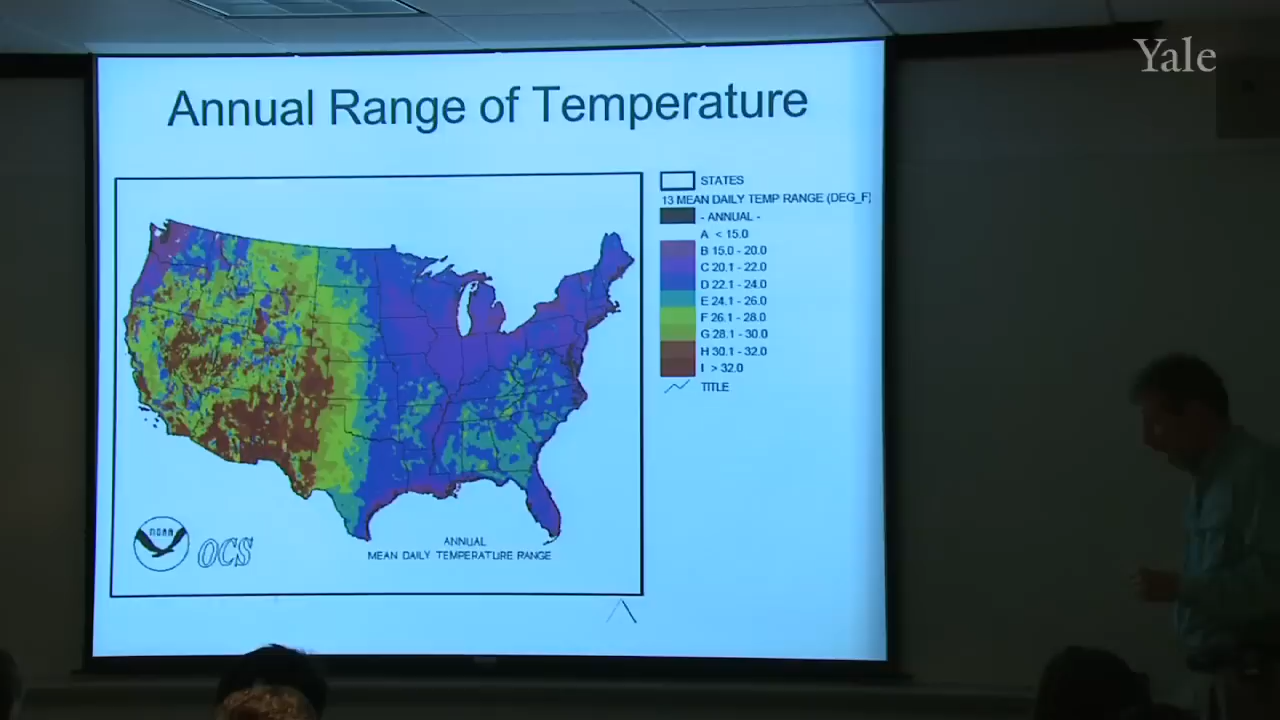 Yale
Annual Range of Temperature
STATES
13 MEAN DAILY TEMP RANGE (DEG_F)
- ANNUAL -
A < 15.0
B 15.0 - 20.0
C 20.1 - 22.0
D 22.1 - 24.0
E 24.1 - 26.0
F 26.1 - 28.0
G 28.1 - 30.0
H 30.1 - 32.0
I > 32.0
TITLE
NOAA
OCS
ANNUAL
MEAN DAILY TEMPERATURE RANGE